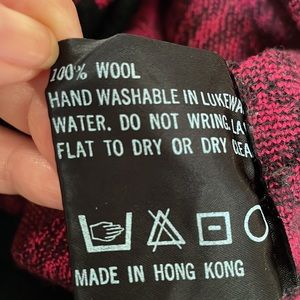 100% WOOL
HAND WASHABLE IN
WATER. DO NOT WRING.
FLAT TO DRY OR DRY
MADE IN HONG KONG